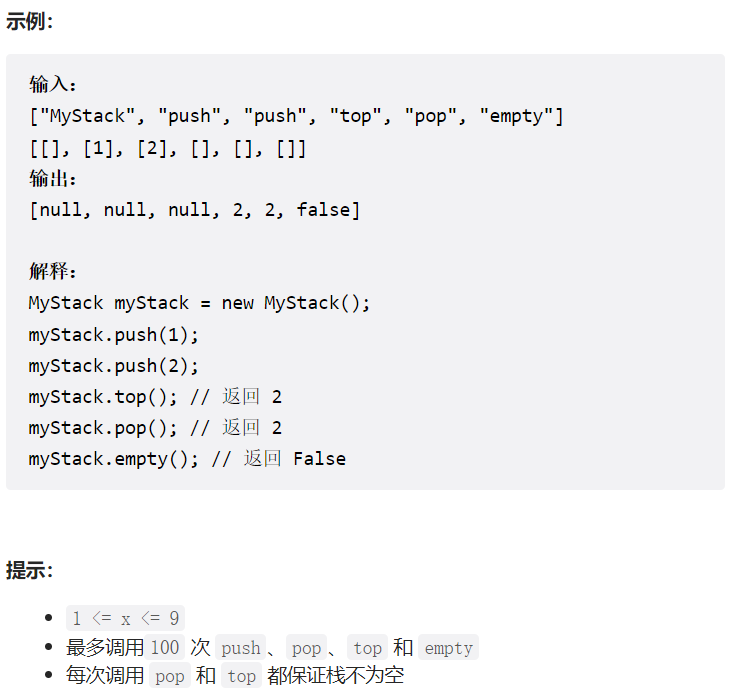 示例：
输入：
["MyStack", "push", "push", "top", "pop", "empty"]
[[], [1], [2], [], [], []]
输出：
[null, null, null, 2, 2, false]
解释：
MyStack myStack = new MyStack();
myStack.push(1);
myStack.push(2);
myStack.top(); // 返回 2
myStack.pop(); // 返回 2
myStack.empty(); // 返回 False
提示：
1 <= x <= 9
最多调用100 次 push、pop、top 和 empty
每次调用 pop 和 top 都保证栈不为空